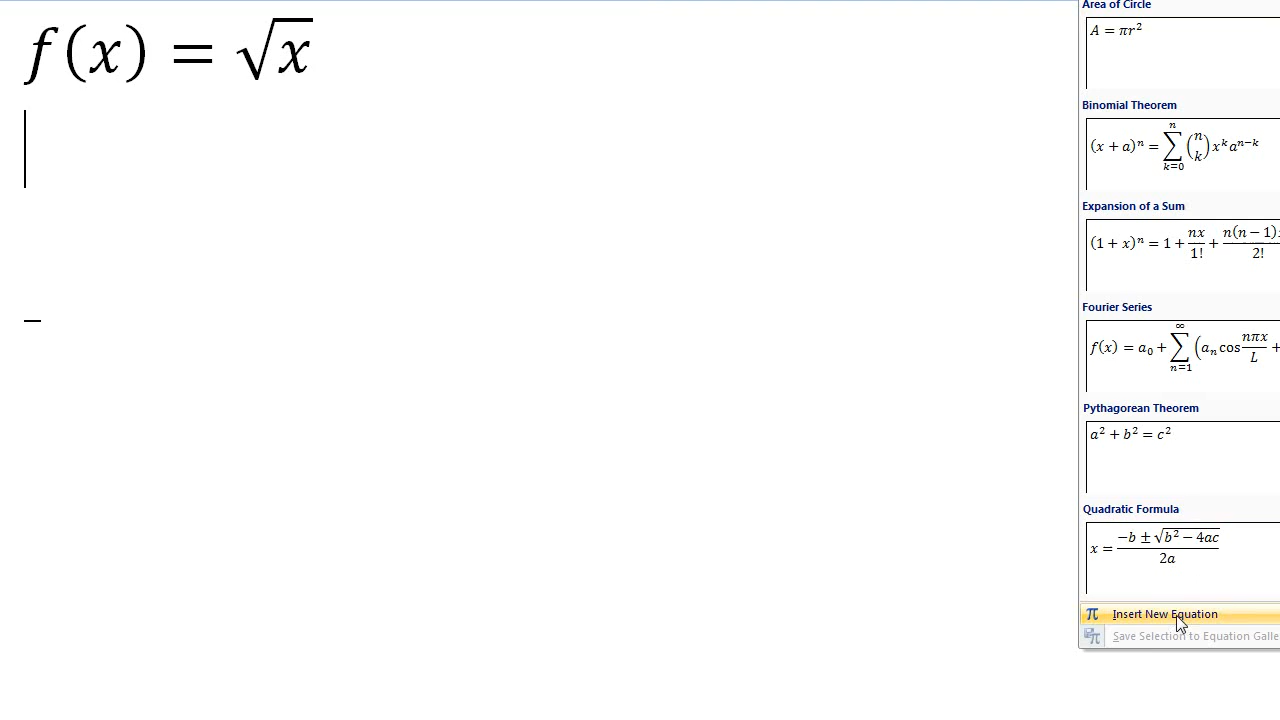 f(x) = √x
Area of Circle
A = πr²
Binomial Theorem
(x + a)ⁿ = ∑ₖ₌₀ⁿ (n k) xᵏaⁿ⁻ᵏ
Expansion of a Sum
(1 + x)ⁿ = 1 + nx/1! + n(n − 1)x/2!
Fourier Series
f(x) = a₀ + ∑ₙ₌₁^∞ (aₙ cos nπx/L +
Pythagorean Theorem
a² + b² = c²
Quadratic Formula
x = (−b ± √(b² − 4ac))/2a
π Insert New Equation
Save Selection to Equation Galle